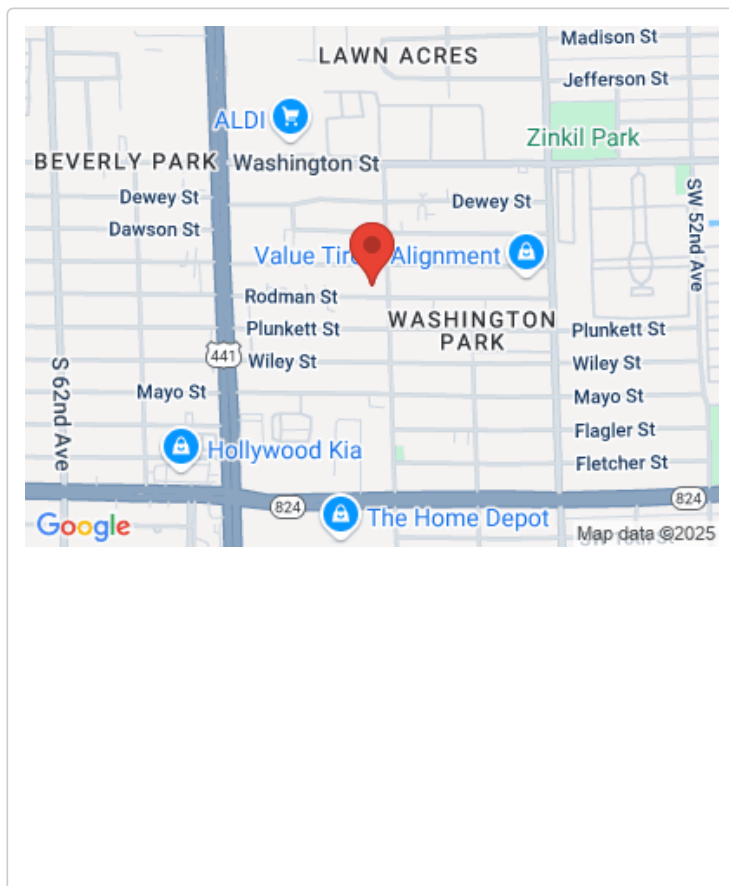 Madison St
LAWN ACRES
Jefferson St
ALDI
Zinkil Park
BEVERLY PARK
Washington St
Dewey St
Dewey St
SW 52nd Ave
Dawson St
Value Tire Alignment
Rodman St
WASHINGTON
PARK
Plunkett St
Plunkett St
441
Wiley St
Wiley St
S 62nd Ave
Mayo St
Mayo St
Flagler St
Hollywood Kia
Fletcher St
824
824
The Home Depot
Google
Map data ©2025